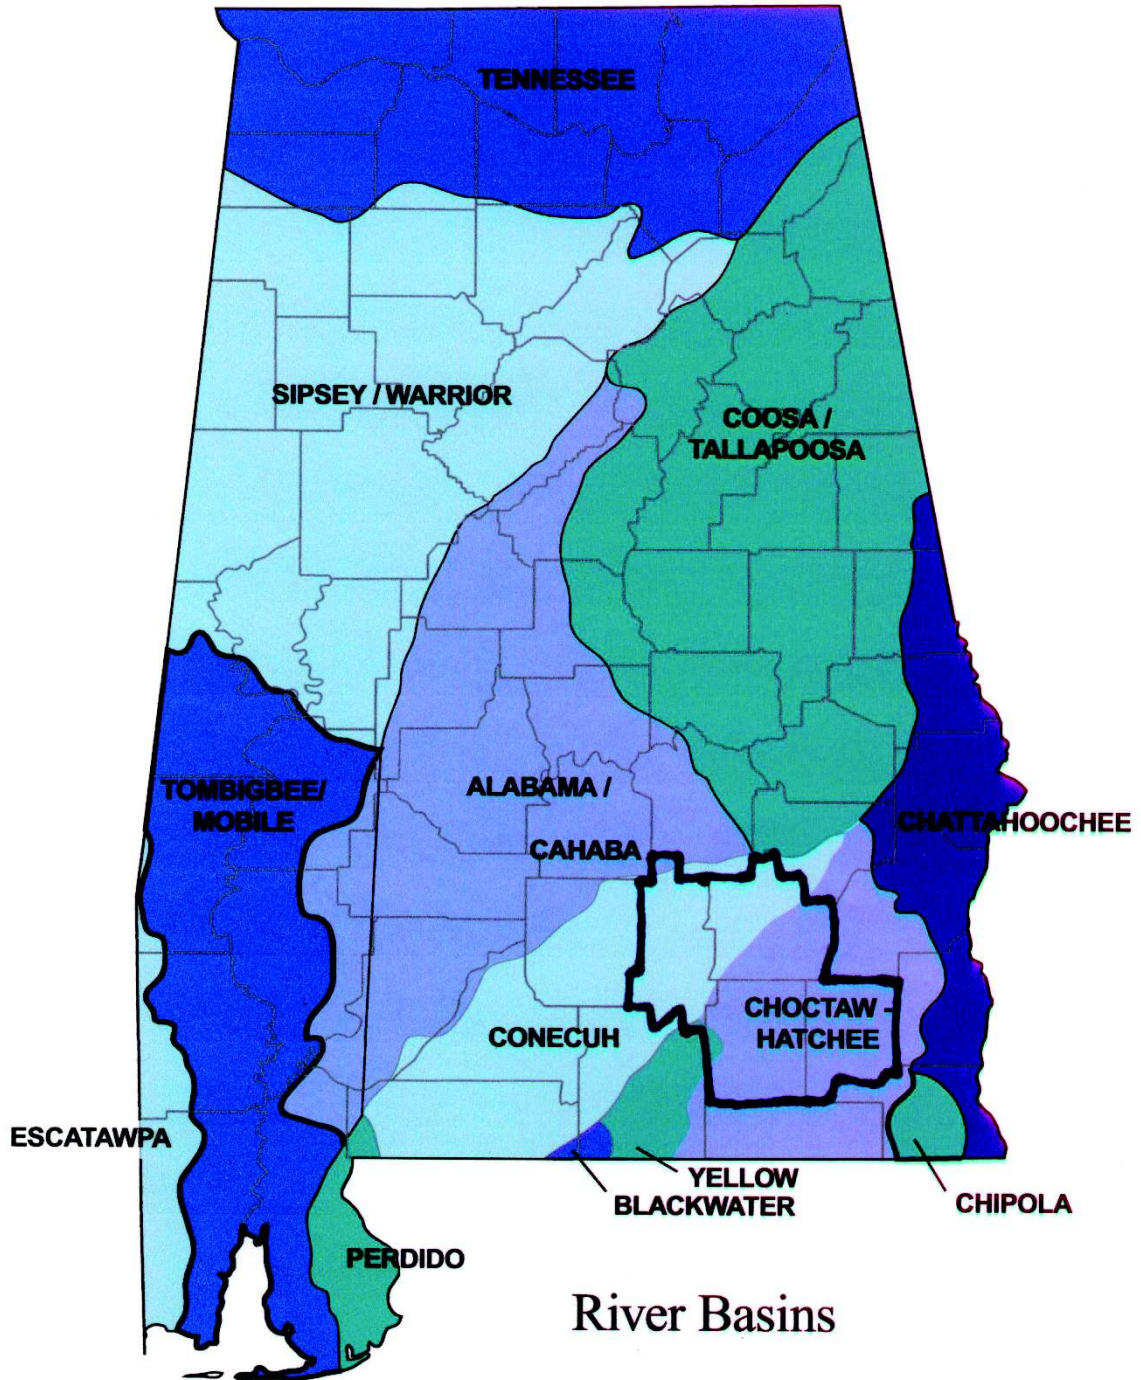 TENNESSEE
SIPSEY / WARRIOR
COOSA /
TALLAPOOSA
TOMBIGBEE/
MOBILE
ALABAMA /
CAHABA
CHATTAHOOCHEE
CHOCTAW -
HATCHEE
CONECUH
ESCATAWPA
YELLOW
BLACKWATER
CHIPOLA
PERDIDO
River Basins